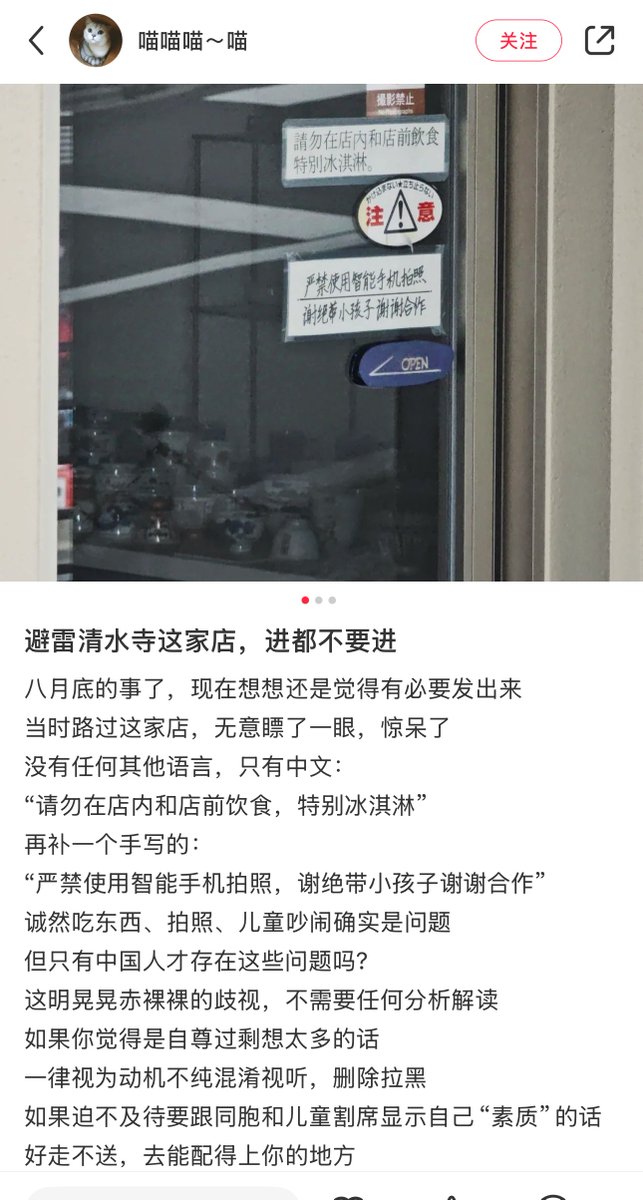 喵喵喵～喵
关注
撮影禁止
No Photographs
請勿在店內和店前飲食
特別冰淇淋。
かけ込まない★立ち止らない
注意
严禁使用智能手机拍照
谢绝带小孩子谢谢合作
OPEN
避雷清水寺这家店，进都不要进
八月底的事了，现在想想还是觉得有必要发出来
当时路过这家店，无意瞟了一眼，惊呆了
没有任何其他语言，只有中文：
“请勿在店内和店前饮食，特别冰淇淋”
再补一个手写的：
“严禁使用智能手机拍照，谢绝带小孩子谢谢合作”
诚然吃东西、拍照、儿童吵闹确实是问题
但只有中国人才存在这些问题吗？
这明晃晃赤裸裸的歧视，不需要任何分析解读
如果你觉得是自尊过剩想太多的话
一律视为动机不纯混淆视听，删除拉黑
如果迫不及待要跟同胞和儿童割席显示自己“素质”的话
好走不送，去能配得上你的地方